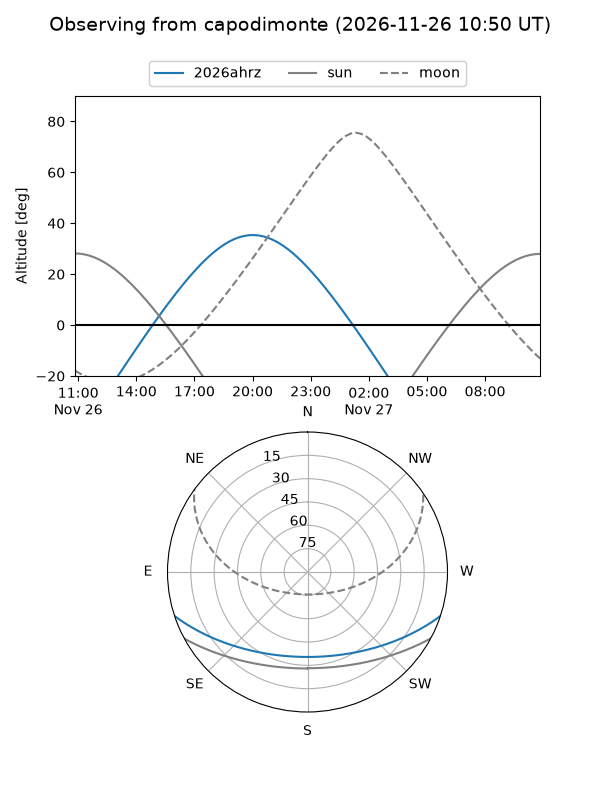 Observing from capodimonte (2026-11-26 10:50 UT)
2026ahrz sun moon
Altitude [deg]
80
60
40
20
0
−20
11:00 14:00 17:00 20:00 23:00 02:00 05:00 08:00
Nov 26 Nov 27
N
NE NW
15
30
45
60
75
E W
SE SW
S